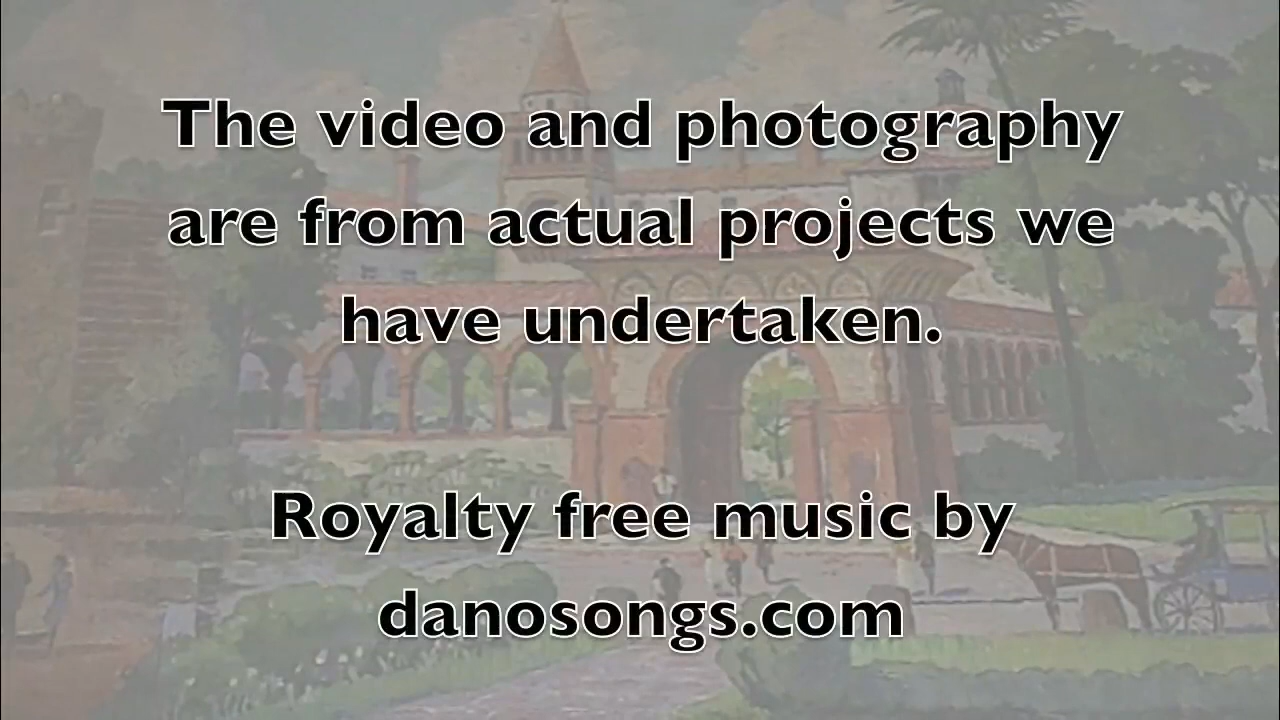 The video and photography
are from actual projects we
have undertaken.
Royalty free music by
danosongs.com